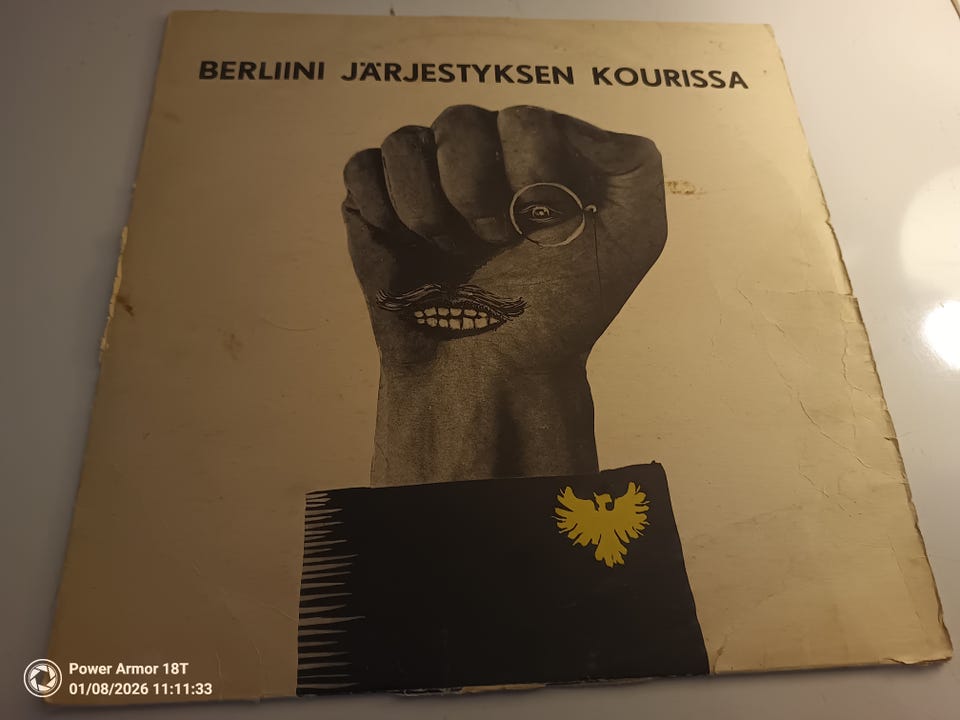 BERLIINI JÄRJESTYKSEN KOURISSA
Power Armor 18T
01/08/2026 11:11:33